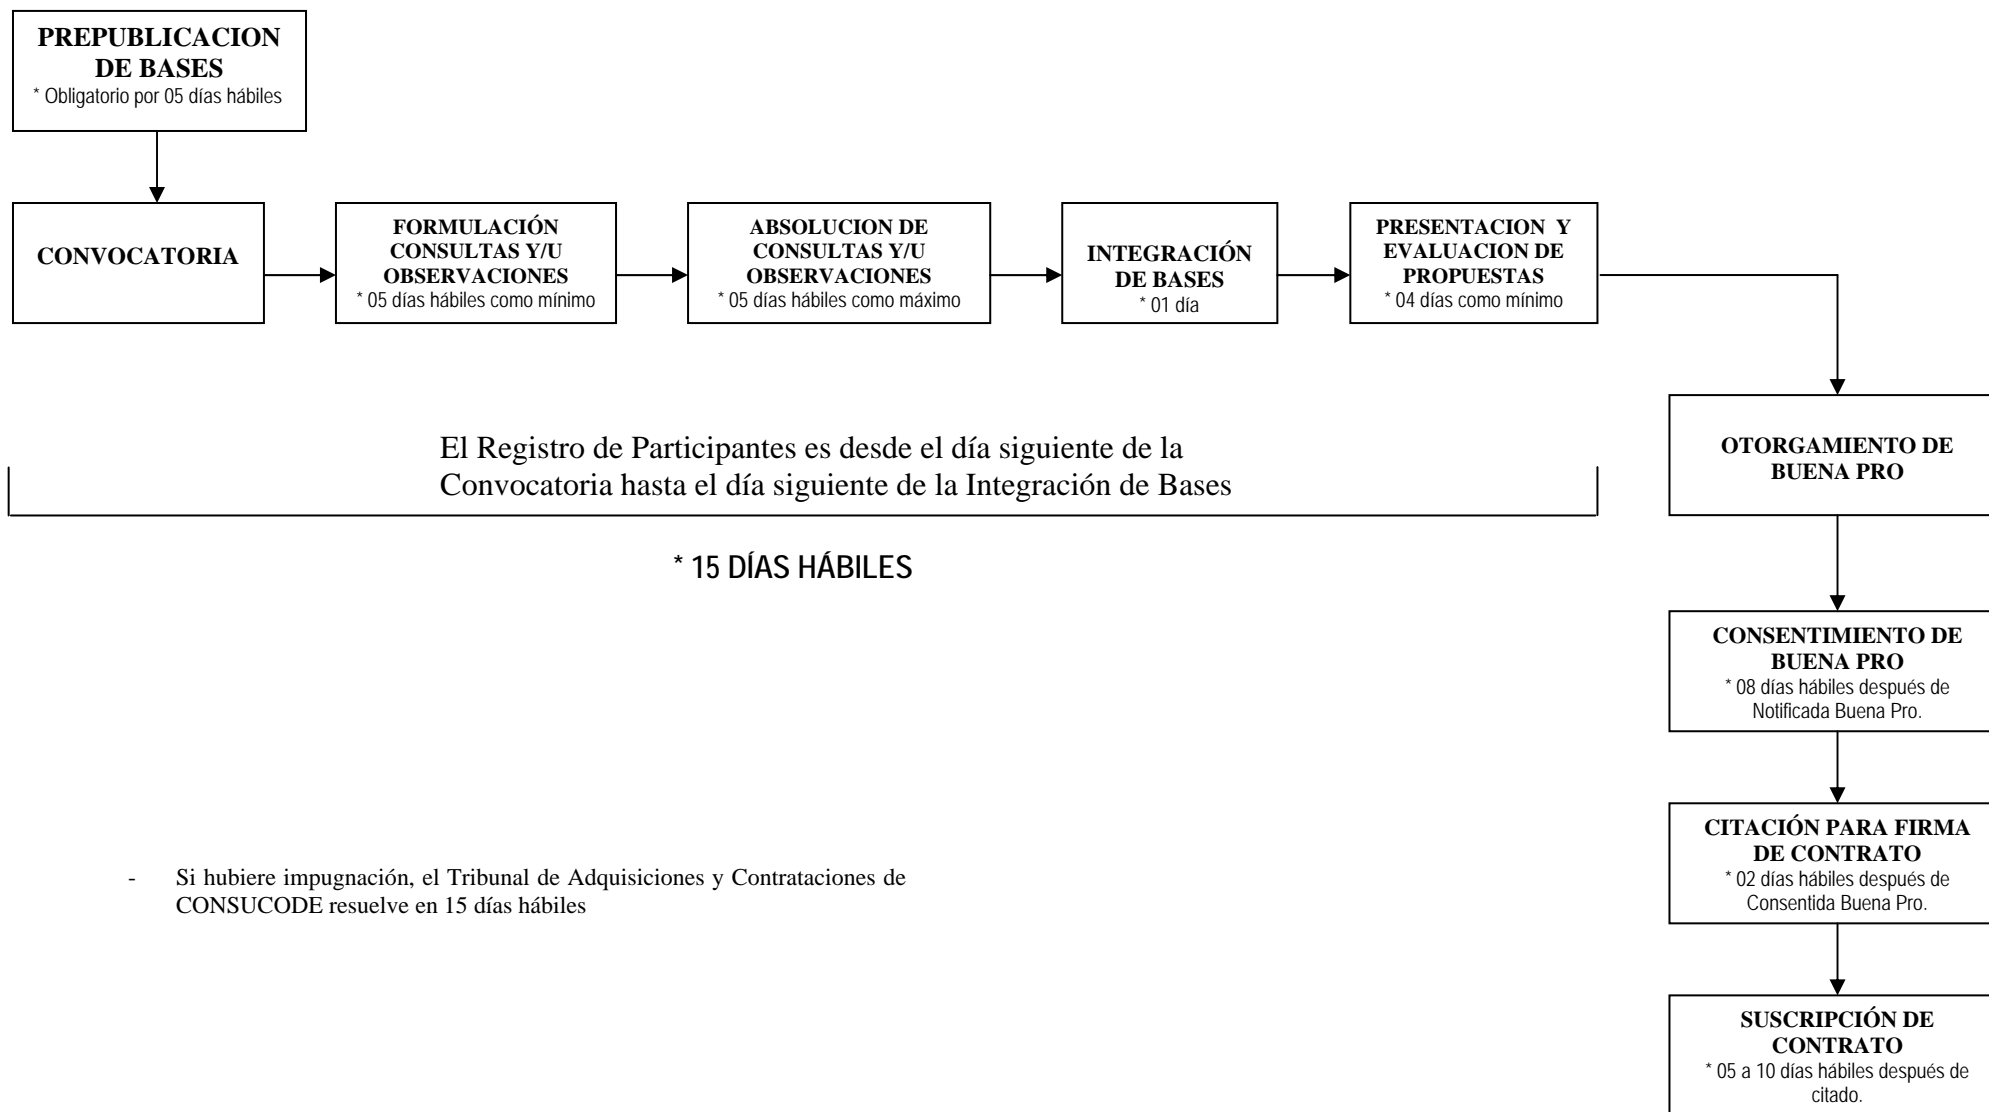 PREPUBLICACION
DE BASES
* Obligatorio por 05 días hábiles
CONVOCATORIA
FORMULACIÓN
CONSULTAS Y/U
OBSERVACIONES
* 05 días hábiles como mínimo
ABSOLUCION DE
CONSULTAS Y/U
OBSERVACIONES
* 05 días hábiles como máximo
INTEGRACIÓN
DE BASES
* 01 día
PRESENTACION Y
EVALUACION DE
PROPUESTAS
* 04 días como mínimo
El Registro de Participantes es desde el día siguiente de la
Convocatoria hasta el día siguiente de la Integración de Bases
* 15 DÍAS HÁBILES
OTORGAMIENTO DE
BUENA PRO
CONSENTIMIENTO DE
BUENA PRO
* 08 días hábiles después de
Notificada Buena Pro.
CITACIÓN PARA FIRMA
DE CONTRATO
* 02 días hábiles después de
Consentida Buena Pro.
- Si hubiere impugnación, el Tribunal de Adquisiciones y Contrataciones de
CONSUCODE resuelve en 15 días hábiles
SUSCRIPCIÓN DE
CONTRATO
* 05 a 10 días hábiles después de
citado.